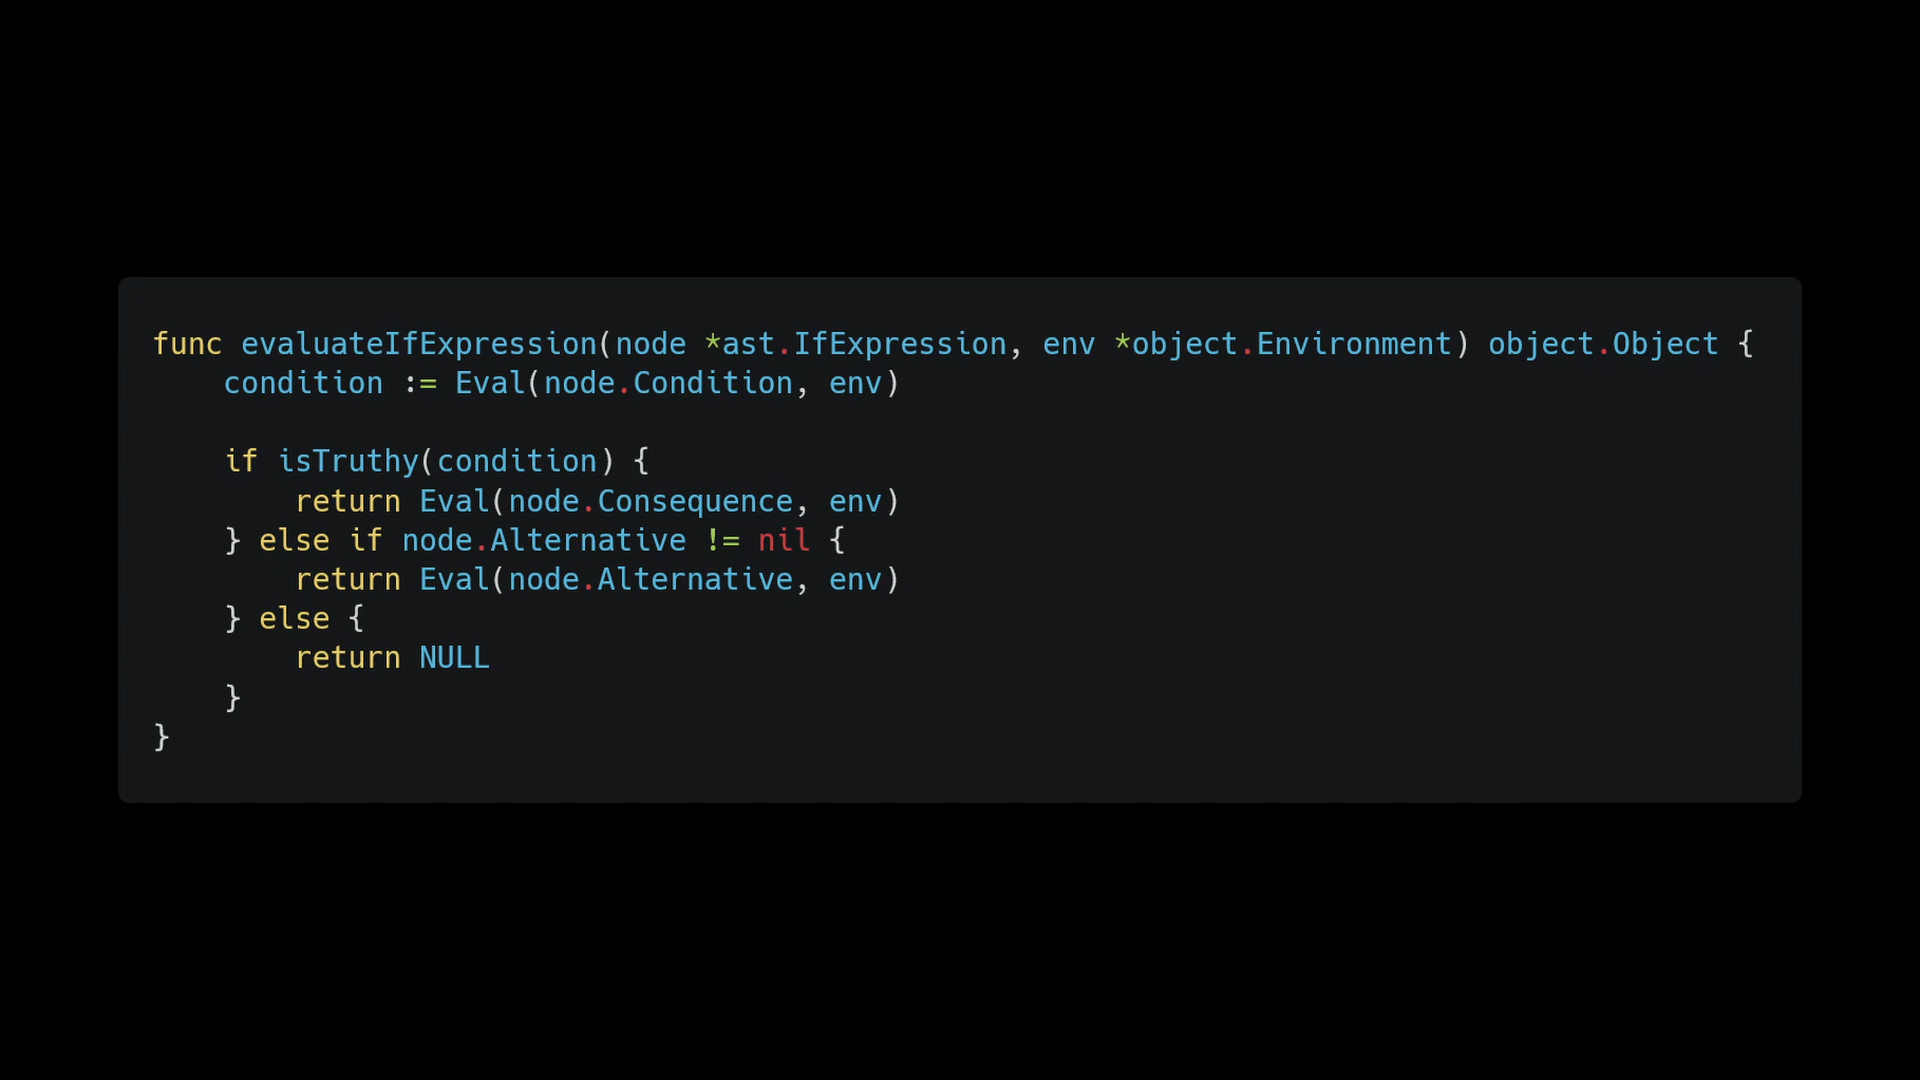 func evaluateIfExpression(node *ast.IfExpression, env *object.Environment) object.Object {
    condition := Eval(node.Condition, env)

    if isTruthy(condition) {
        return Eval(node.Consequence, env)
    } else if node.Alternative != nil {
        return Eval(node.Alternative, env)
    } else {
        return NULL
    }
}